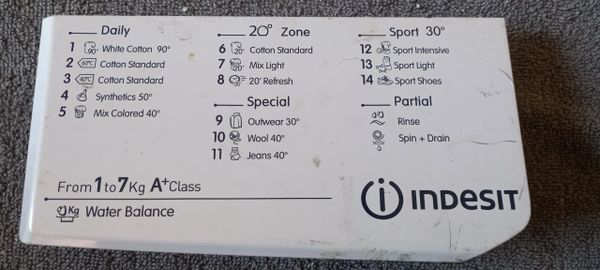 Daily
1 White Cotton 90°
2 60°C Cotton Standard
3 40°C Cotton Standard
4 Synthetics 50°
5 Mix Colored 40°
20° Zone
6 Cotton Standard
7 Mix Light
8 20' Refresh
Special
9 Outwear 30°
10 Wool 40°
11 Jeans 40°
Sport 30°
12 Sport Intensive
13 Sport Light
14 Sport Shoes
Partial
Rinse
Spin + Drain
From 1 to 7 Kg A+ Class
Kg Water Balance
INDESIT